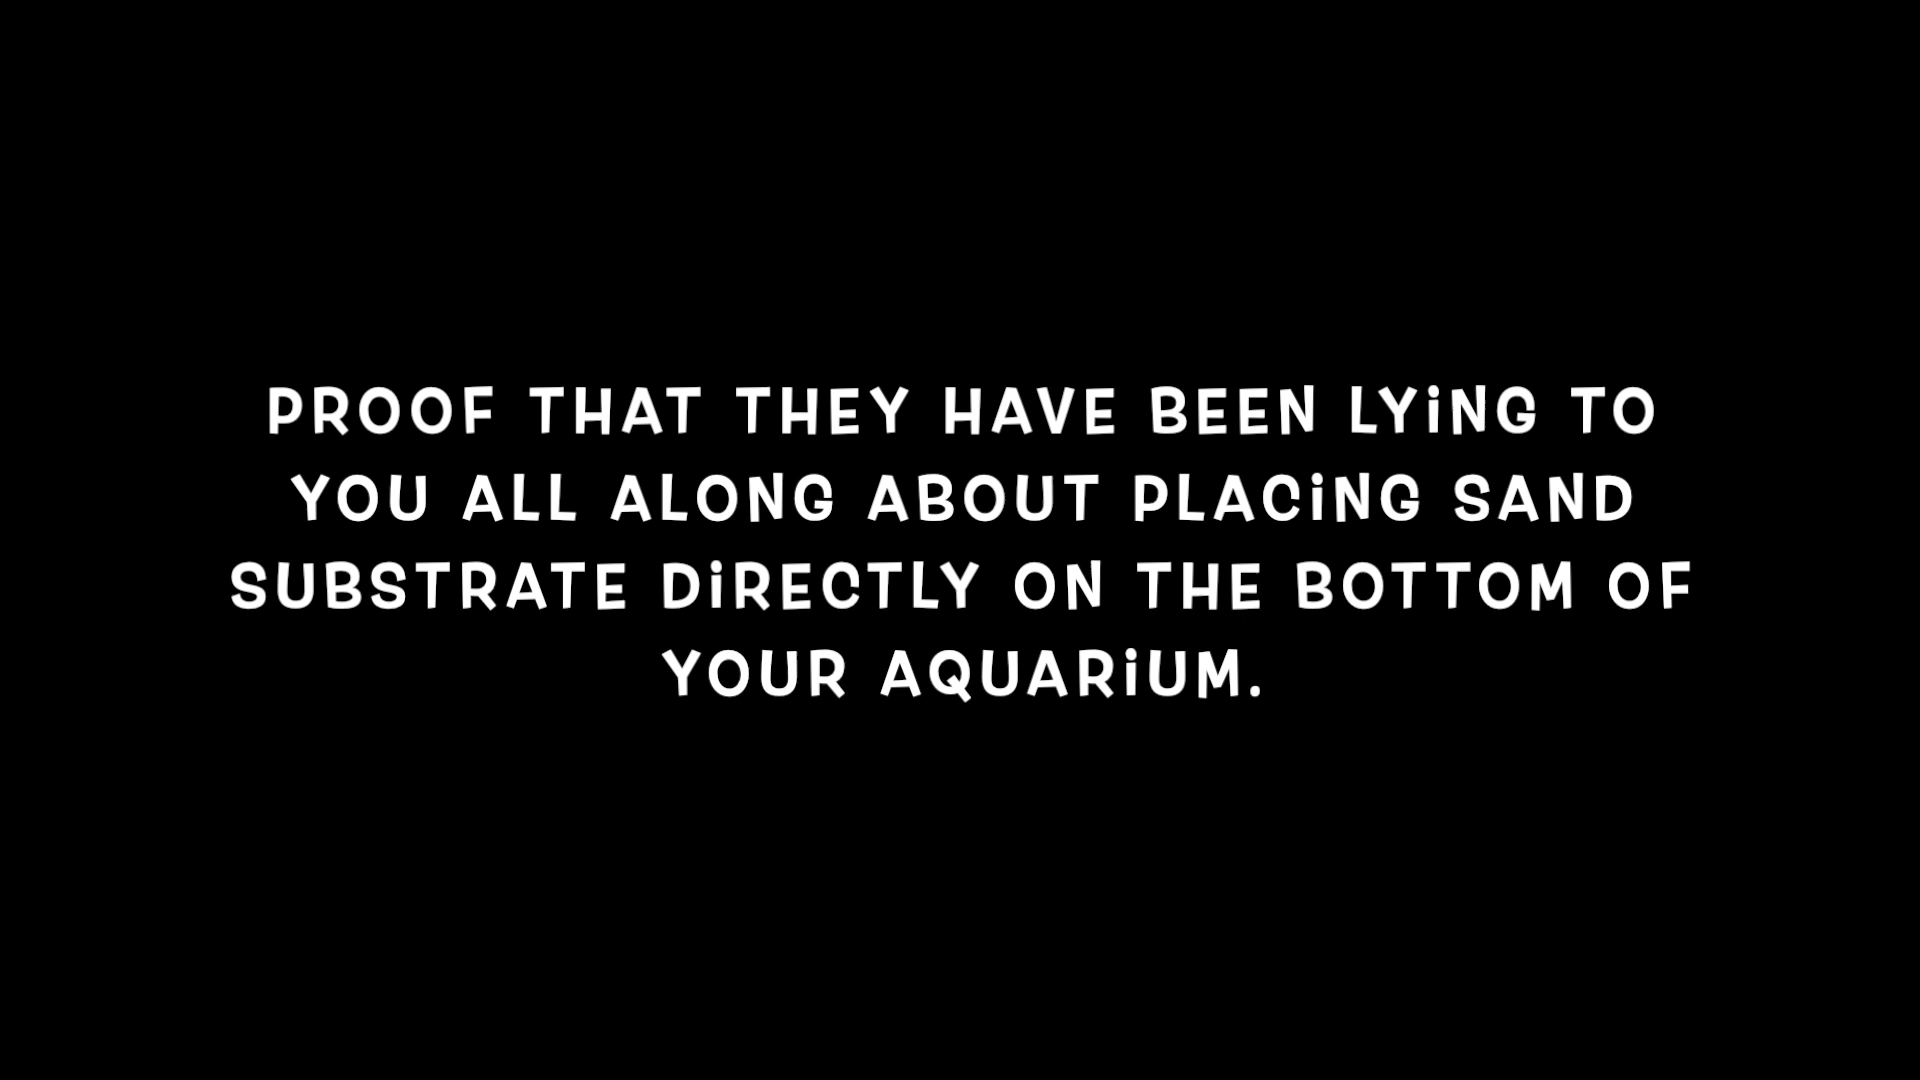 PROOF THAT THEY HAVE BEEN LYiNG TO
YOU ALL ALONG ABOUT PLACiNG SAND
SUBSTRATE DiRECTLY ON THE BOTTOM OF
YOUR AQUARiUM.